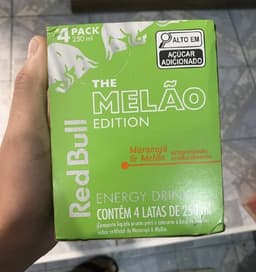 4 PACK
250 ml
ALTO EM
AÇÚCAR
ADICIONADO
THE
MELÃO
EDITION
Red Bull
Maracujá
& Melão
ENERGY DRINK
CONTÉM 4 LATAS DE 250 ml